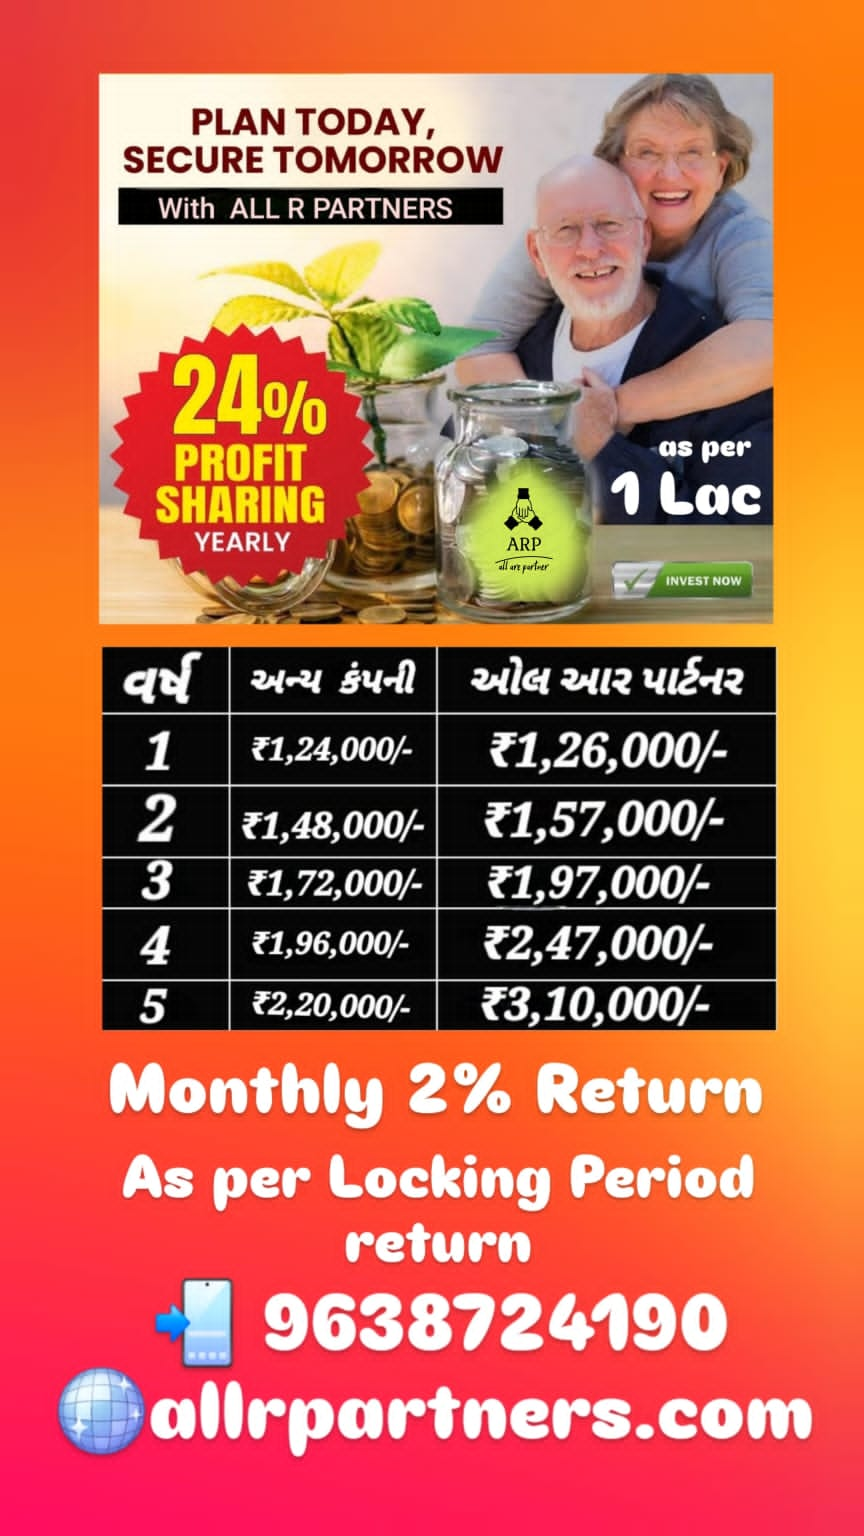 PLAN TODAY,
SECURE TOMORROW
With ALL R PARTNERS
24%
PROFIT
SHARING
YEARLY
as per
1 Lac
ARP
all are partner
INVEST NOW
વર્ષ અન્ય કંપની ઓલ આર પાર્ટનર
1 ₹1,24,000/- ₹1,26,000/-
2 ₹1,48,000/- ₹1,57,000/-
3 ₹1,72,000/- ₹1,97,000/-
4 ₹1,96,000/- ₹2,47,000/-
5 ₹2,20,000/- ₹3,10,000/-
Monthly 2% Return
As per Locking Period
return
9638724190
allrpartners.com